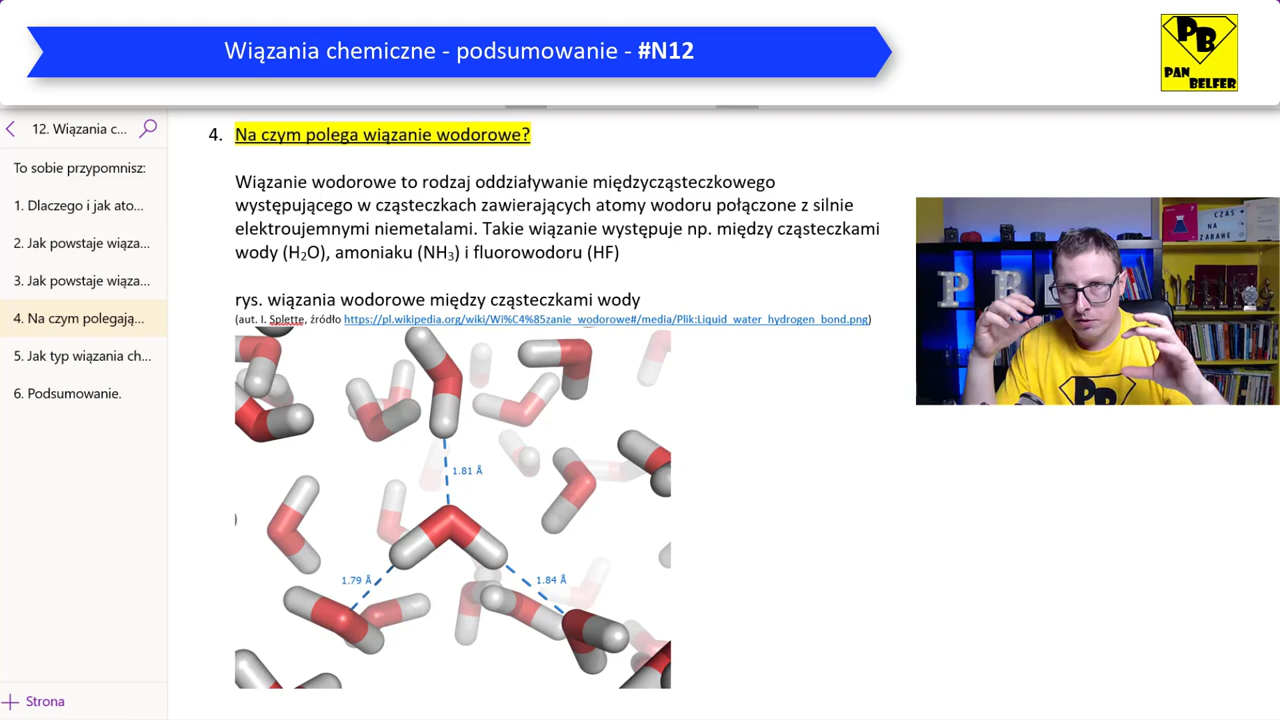 Wiązania chemiczne - podsumowanie - #N12
PB
PAN
BELFER
12. Wiązania c...
To sobie przypomnisz:
1. Dlaczego i jak ato...
2. Jak powstaje wiąza...
3. Jak powstaje wiąza...
4. Na czym polegają...
5. Jak typ wiązania ch...
6. Podsumowanie.
Strona
4. Na czym polega wiązanie wodorowe?
Wiązanie wodorowe to rodzaj oddziaływanie międzycząsteczkowego
występującego w cząsteczkach zawierających atomy wodoru połączone z silnie
elektroujemnymi niemetalami. Takie wiązanie występuje np. między cząsteczkami
wody (H₂O), amoniaku (NH₃) i fluorowodoru (HF)
rys. wiązania wodorowe między cząsteczkami wody
(aut. I. Splette, źródło https://pl.wikipedia.org/wiki/Wi%C4%85zanie_wodorowe#/media/Plik:Liquid_water_hydrogen_bond.png)
1.81 Å
1.79 Å
1.84 Å
CZAS
NA
ZABAWE
P B
PB